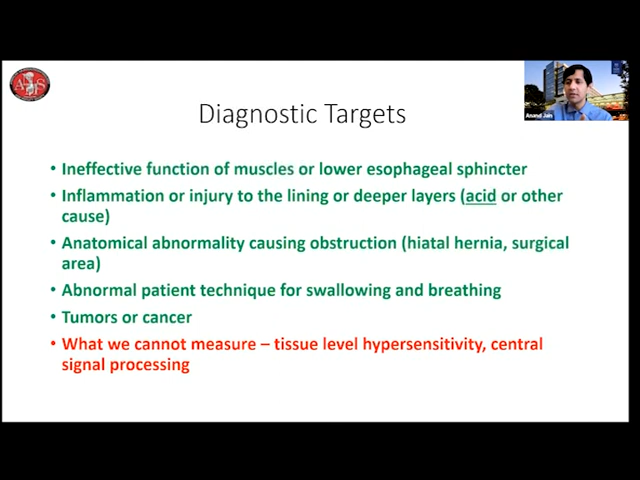 Anand Jain
Diagnostic Targets
• Ineffective function of muscles or lower esophageal sphincter
• Inflammation or injury to the lining or deeper layers (acid or other
cause)
• Anatomical abnormality causing obstruction (hiatal hernia, surgical
area)
• Abnormal patient technique for swallowing and breathing
• Tumors or cancer
• What we cannot measure – tissue level hypersensitivity, central
signal processing